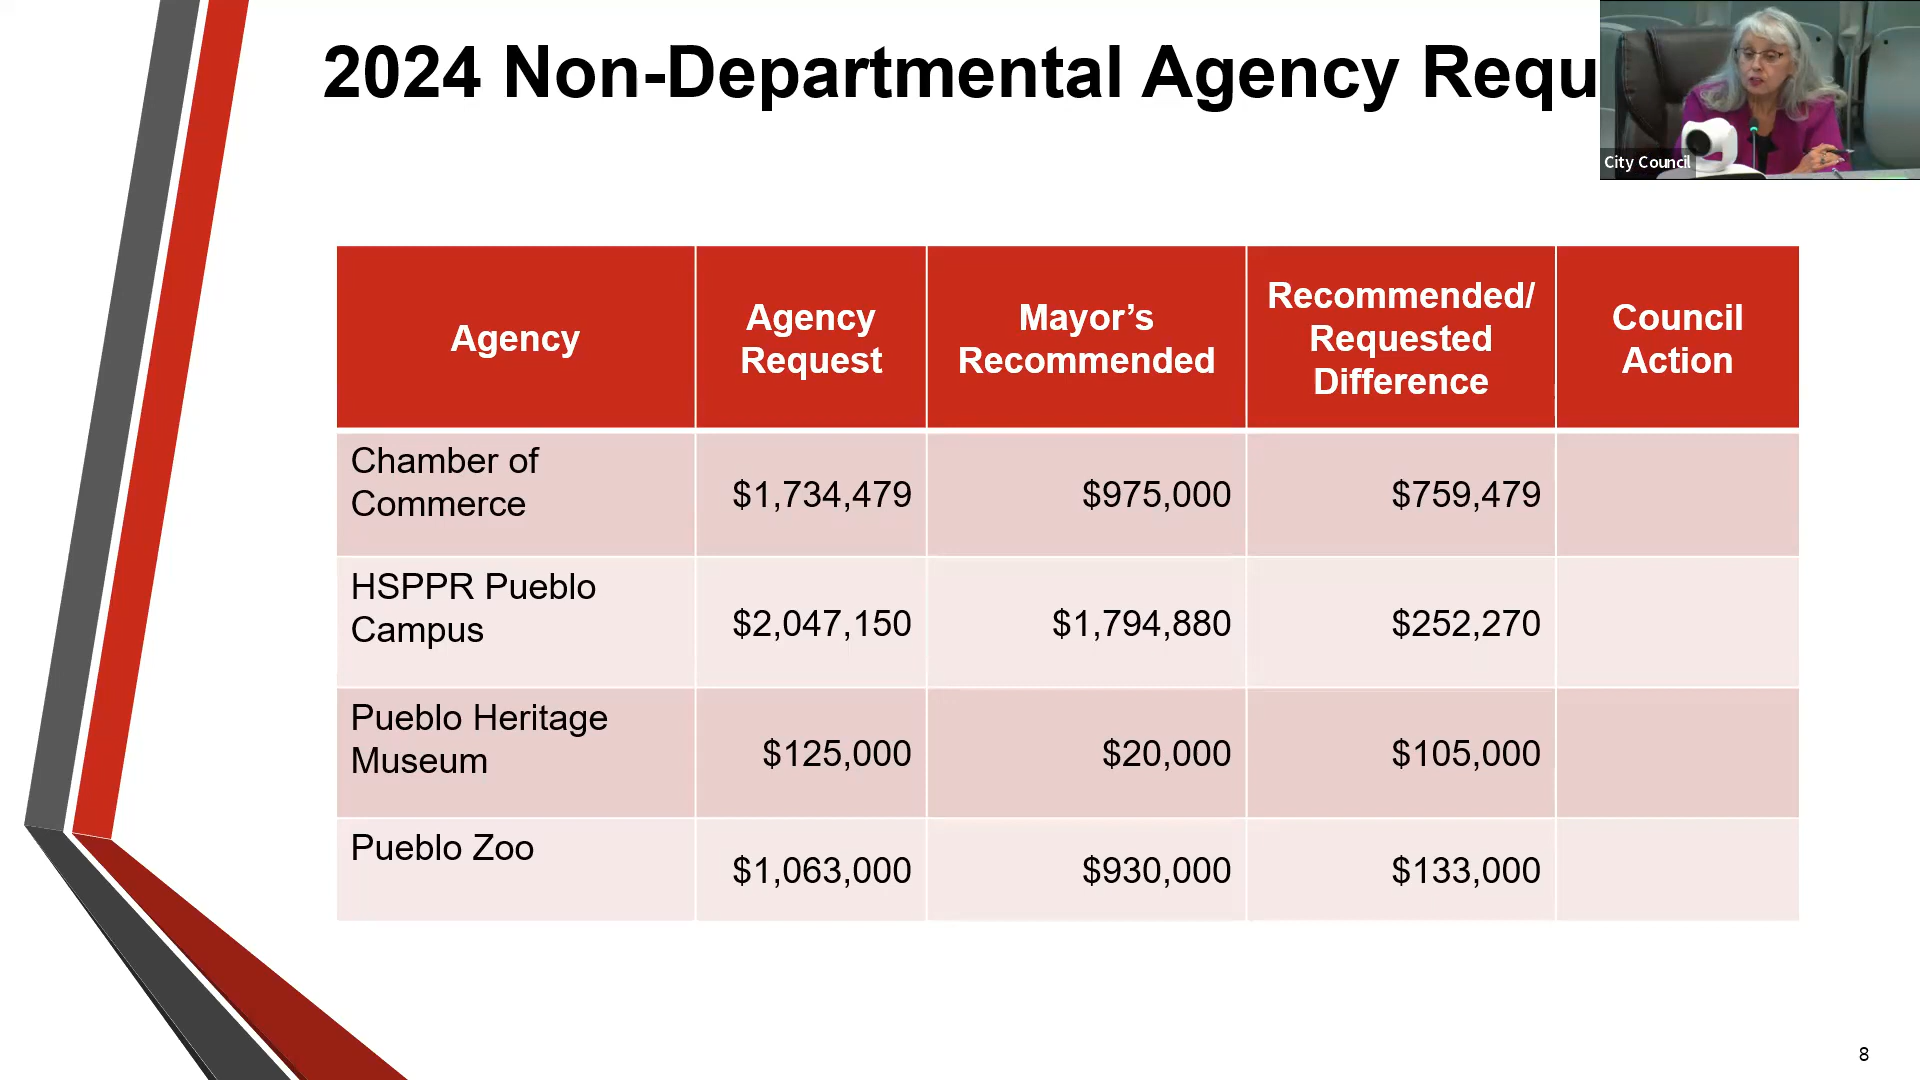 2024 Non-Departmental Agency Requ
City Council
Agency
Agency
Request
Mayor’s
Recommended
Recommended/
Requested
Difference
Council
Action
Chamber of
Commerce
$1,734,479
$975,000
$759,479
HSPPR Pueblo
Campus
$2,047,150
$1,794,880
$252,270
Pueblo Heritage
Museum
$125,000
$20,000
$105,000
Pueblo Zoo
$1,063,000
$930,000
$133,000
8